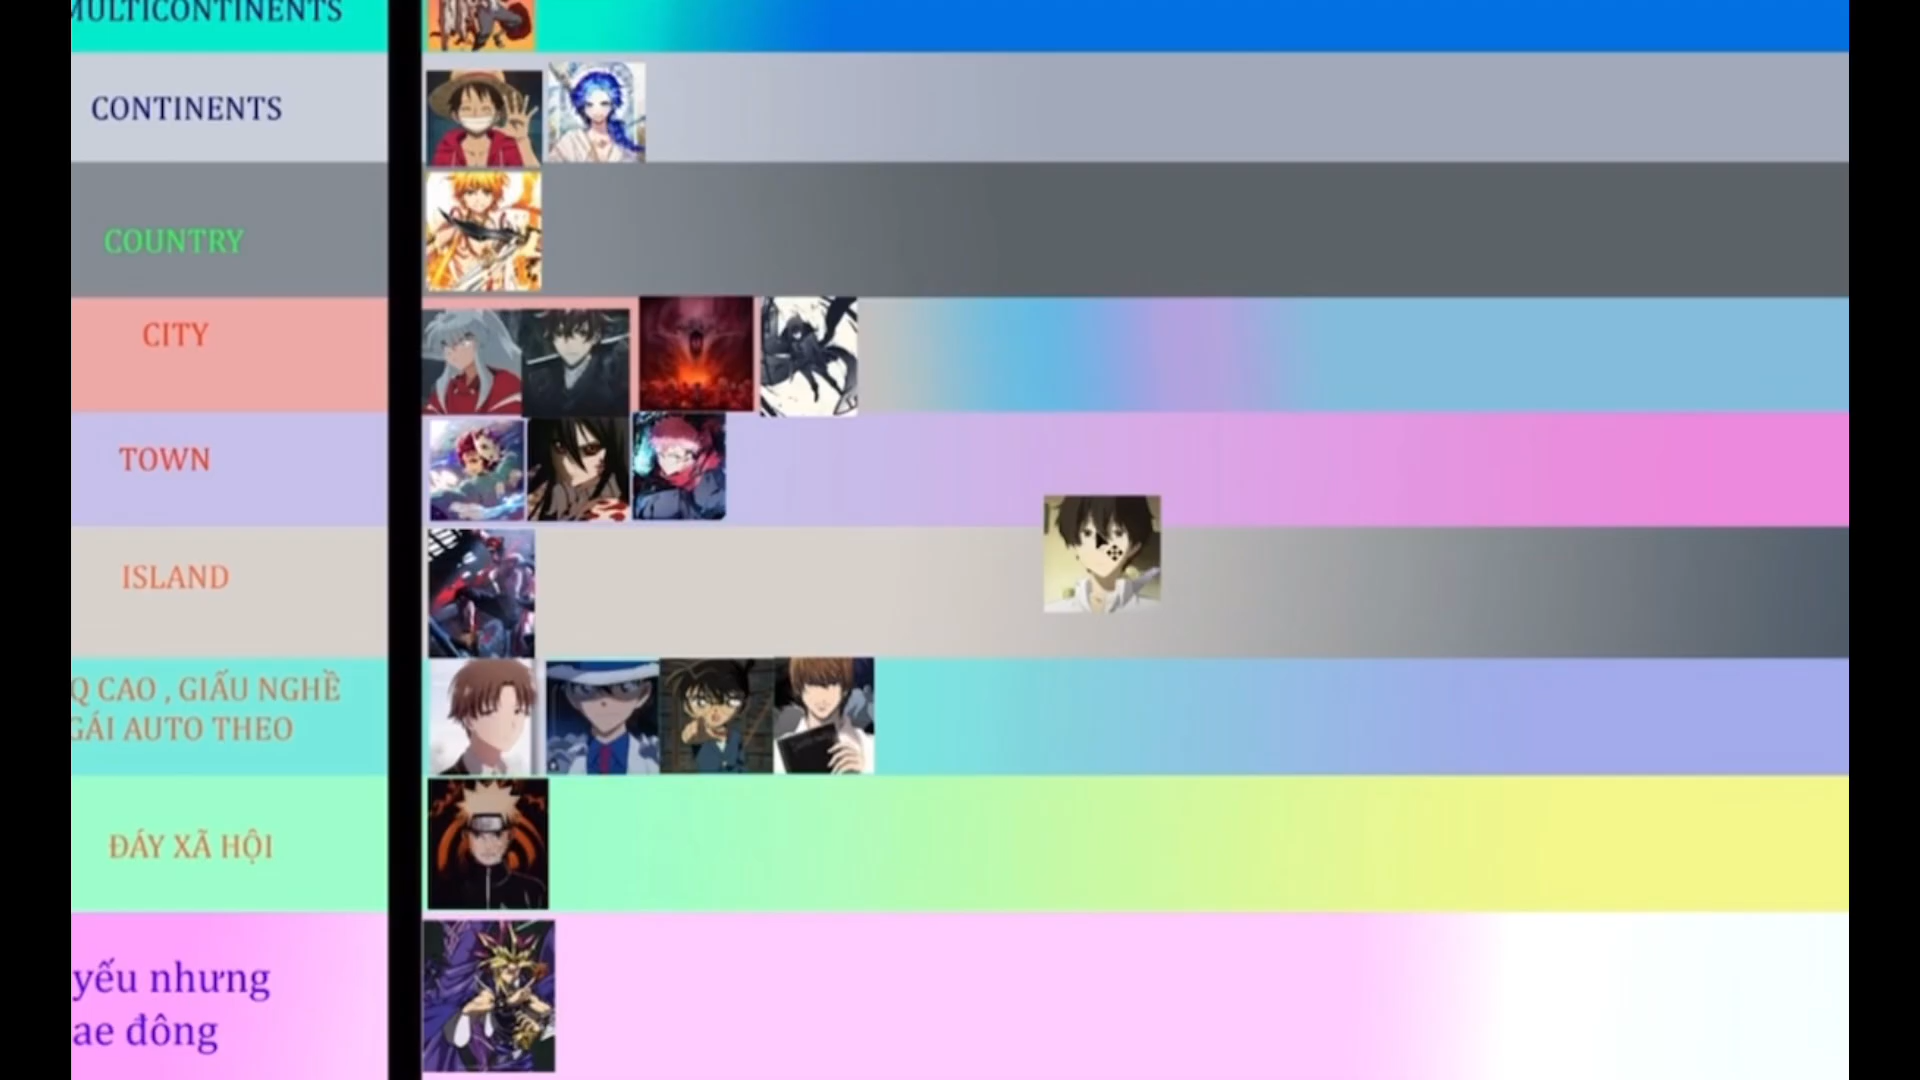 MULTICONTINENTS
CONTINENTS
COUNTRY
CITY
TOWN
ISLAND
Q CAO , GIẤU NGHỀ
GÁI AUTO THEO
ĐÁY XÃ HỘI
yếu nhưng
ae đông